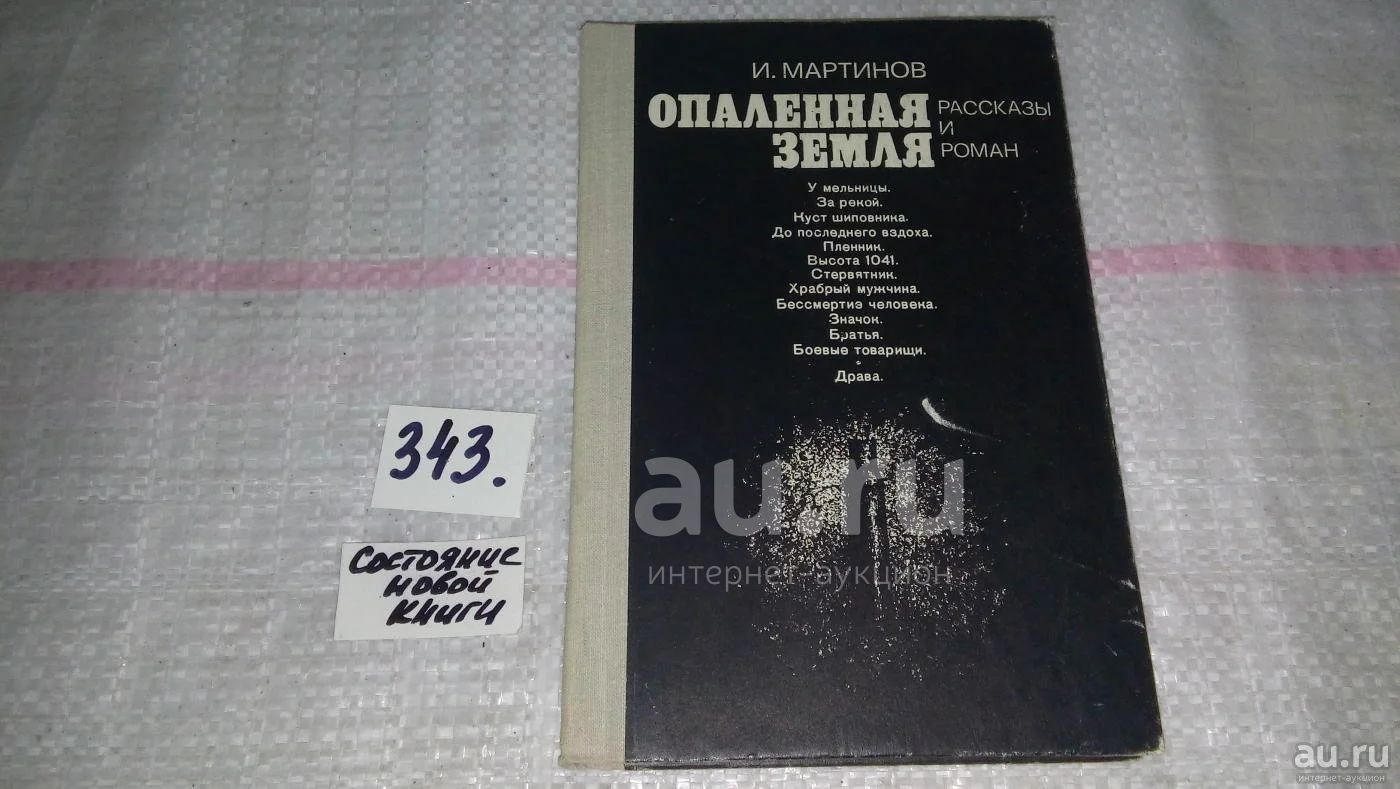 И. МАРТИНОВ
ОПАЛЕННАЯ
ЗЕМЛЯ
РАССКАЗЫ
И
РОМАН
У мельницы.
За рекой.
Куст шиповника.
До последнего вздоха.
Пленник.
Высота 1041.
Стервятник.
Храбрый мужчина.
Бессмертие человека.
Значок.
Братья.
Боевые товарищи.
Драва.
343.
Состояние
новой
книги
au.ru
интернет-аукцион
au.ru
интернет-аукцион